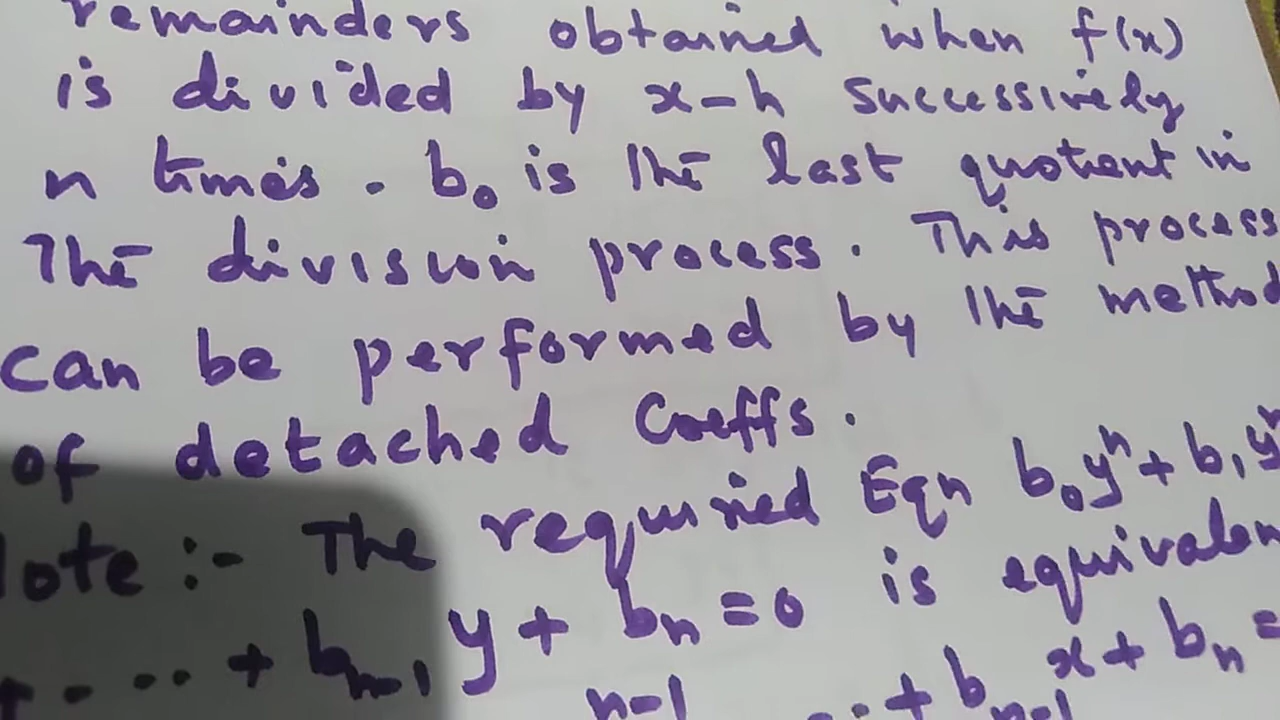 remainders obtained when f(x)
is divided by x-h successively
n times. b₀ is the last quotient in
The division process. This process
can be performed by the method
of detached Coeffs.
Note :- The required Eqn b₀yⁿ + b₁y
+ .... + bₙ₋₁ y + bₙ = 0 is equivalen
n-1 ..+ bₙ₋₁ x + bₙ =